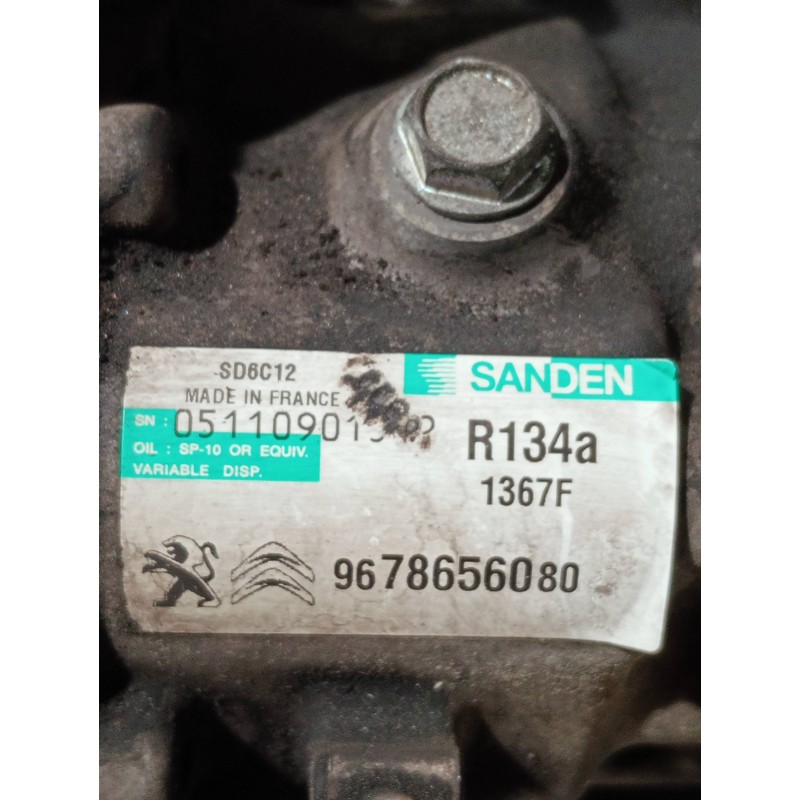 SD6C12
MADE IN FRANCE
SANDEN
SN :
OIL : SP-10 OR EQUIV.
VARIABLE DISP.
R134a
1367F
9678656080